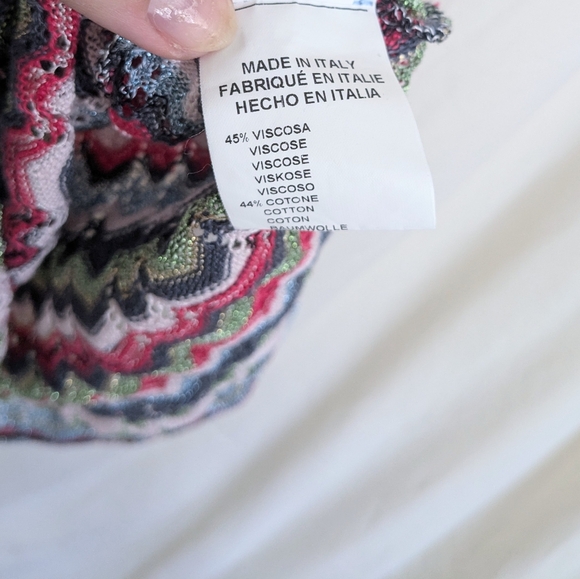 MADE IN ITALY
FABRIQUÉ EN ITALIE
HECHO EN ITALIA
45% VISCOSA
VISCOSE
VISCOSE
VISKOSE
VISCOSO
44% COTONE
COTTON
COTON
BAUMWOLLE